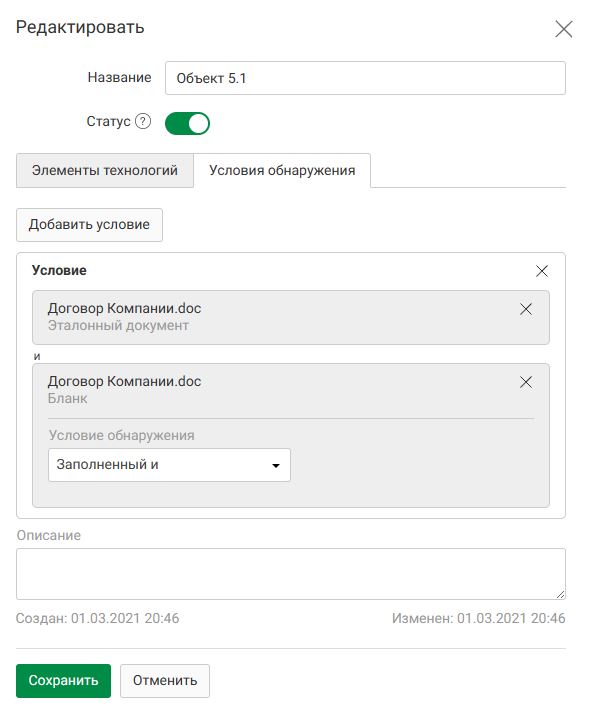 Редактировать
Название Объект 5.1
Статус ?
Элементы технологий Условия обнаружения
Добавить условие
Условие
Договор Компании.doc
Эталонный документ
и
Договор Компании.doc
Бланк
Условие обнаружения
Заполненный и
Описание
Создан: 01.03.2021 20:46 Изменен: 01.03.2021 20:46
Сохранить Отменить